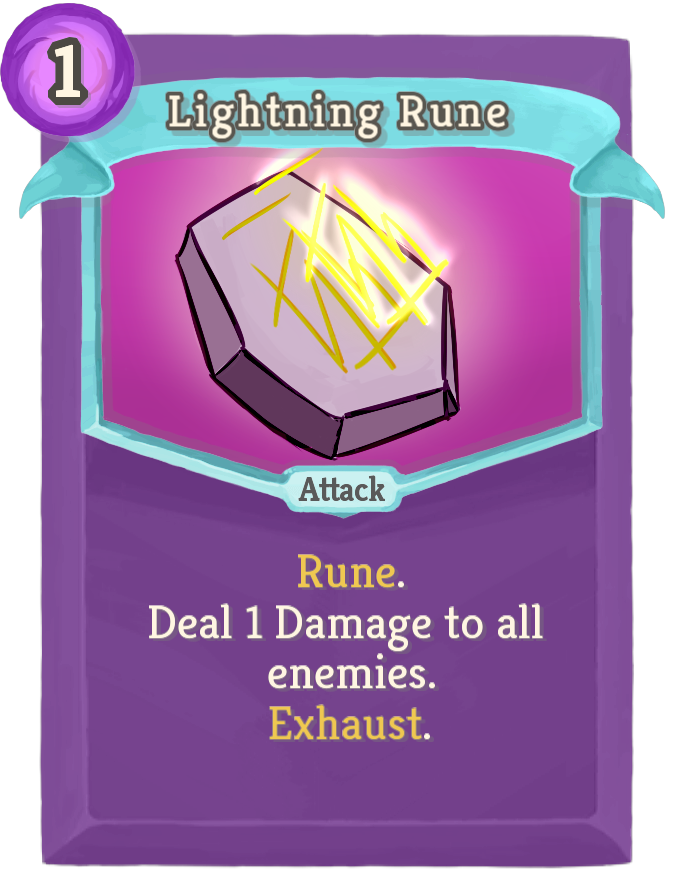 1
Lightning Rune
Attack
Rune.
Deal 1 Damage to all
enemies.
Exhaust.